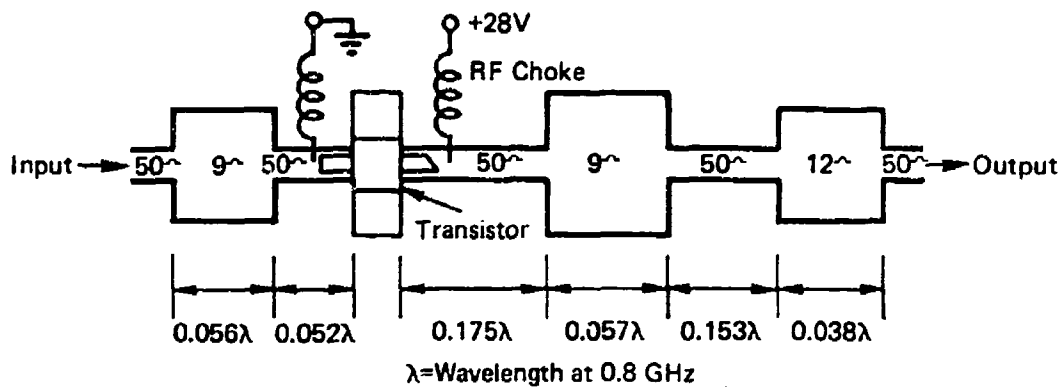 +28V
RF Choke
Input 50~ 9~ 50~ 50~ 9~ 50~ 12~ 50~ Output
Transistor
0.056λ 0.052λ 0.175λ 0.057λ 0.153λ 0.038λ
λ=Wavelength at 0.8 GHz